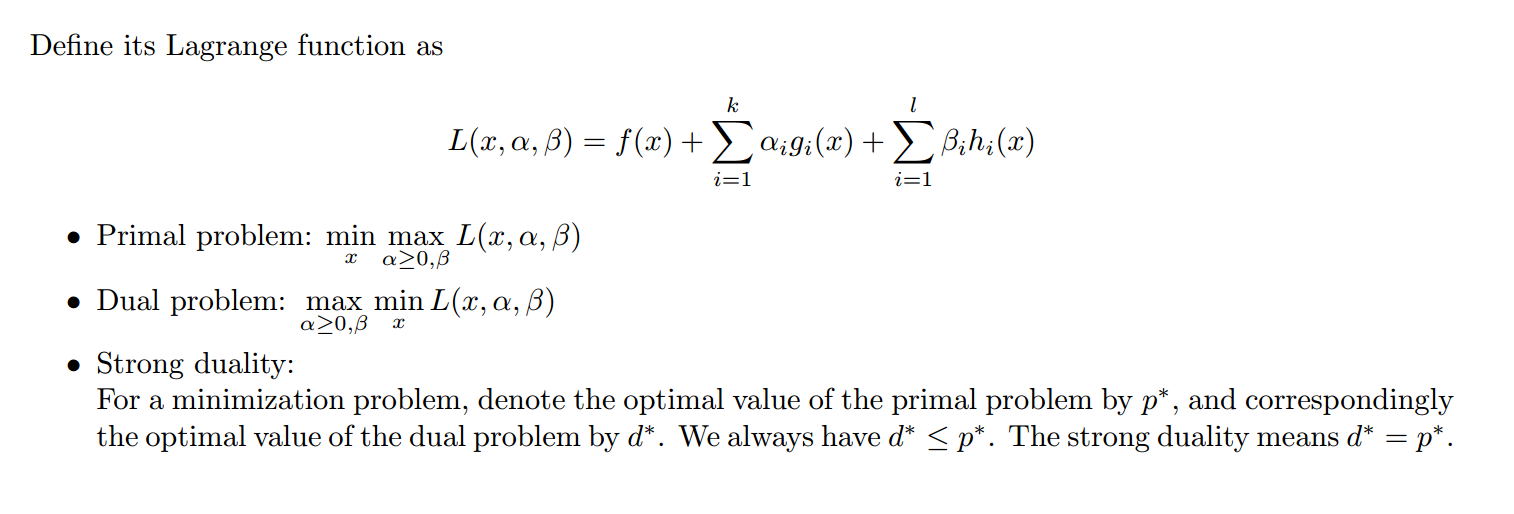 Define its Lagrange function as
L(x, α, β) = f(x) + ∑_{i=1}^{k} α_i g_i(x) + ∑_{i=1}^{l} β_i h_i(x)
• Primal problem: min_x max_{α≥0,β} L(x, α, β)
• Dual problem: max_{α≥0,β} min_x L(x, α, β)
• Strong duality:
For a minimization problem, denote the optimal value of the primal problem by p*, and correspondingly
the optimal value of the dual problem by d*. We always have d* ≤ p*. The strong duality means d* = p*.